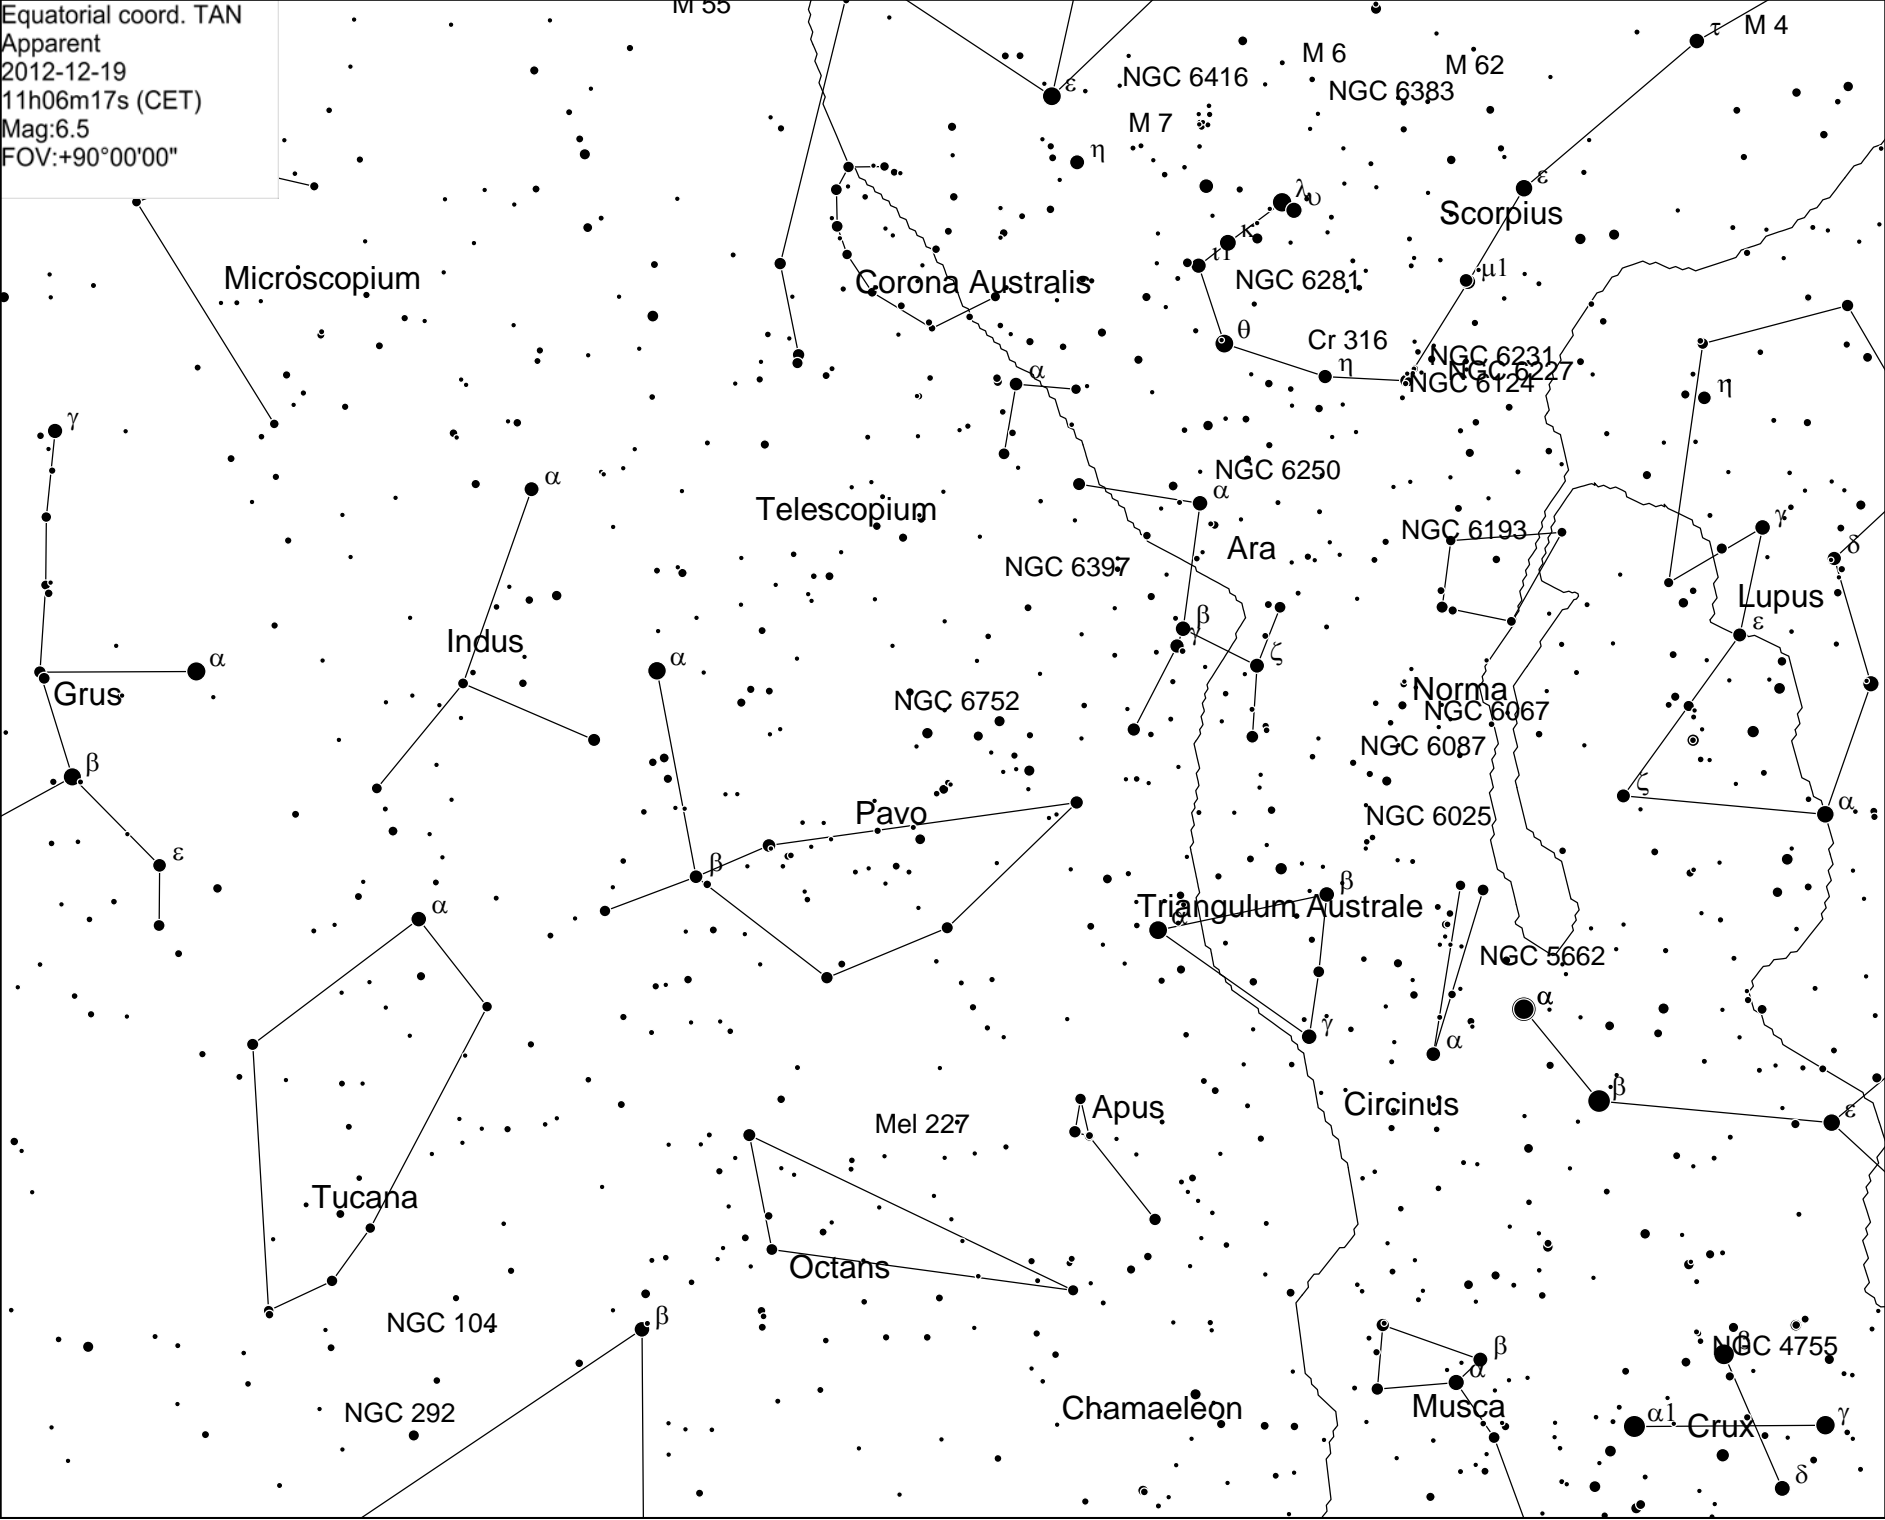 Equatorial coord. TAN
Apparent
2012-12-19
11h06m17s (CET)
Mag:6.5
FOV:+90°00'00"
M 55
τ M 4
M 6
M 62
ε NGC 6416
NGC 6383
M 7
η
ε
λ υ
Scorpius
κ
ι1
μ1
Microscopium
Corona Australis
NGC 6281
θ
Cr 316
NGC 6231
η
NGC 6227
NGC 6124
α
η
γ
NGC 6250
α
α
Telescopium
γ
NGC 6193
Ara
δ
NGC 6397
Lupus
β
γ
ε
Indus
ζ
α
α
Grus
Norma
NGC 6752
NGC 6067
NGC 6087
β
ζ
α
Pavo
NGC 6025
ε
β
β
α
Triangulum Australe
α
NGC 5662
α
γ
α
β
Apus
Circinus
ε
Mel 227
Tucana
Octans
NGC 104
β
β
β
NGC 4755
α
NGC 292
Chamaeleon
Musca
α1
Crux
γ
δ